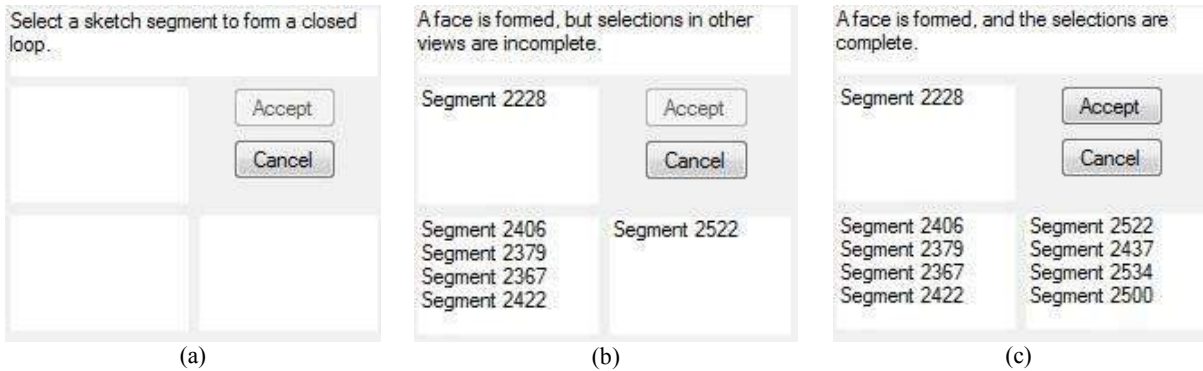 Select a sketch segment to form a closed
loop.
Accept
Cancel
(a)
A face is formed, but selections in other
views are incomplete.
Segment 2228
Accept
Cancel
Segment 2406
Segment 2379
Segment 2367
Segment 2422
Segment 2522
(b)
A face is formed, and the selections are
complete.
Segment 2228
Accept
Cancel
Segment 2406
Segment 2379
Segment 2367
Segment 2422
Segment 2522
Segment 2437
Segment 2534
Segment 2500
(c)